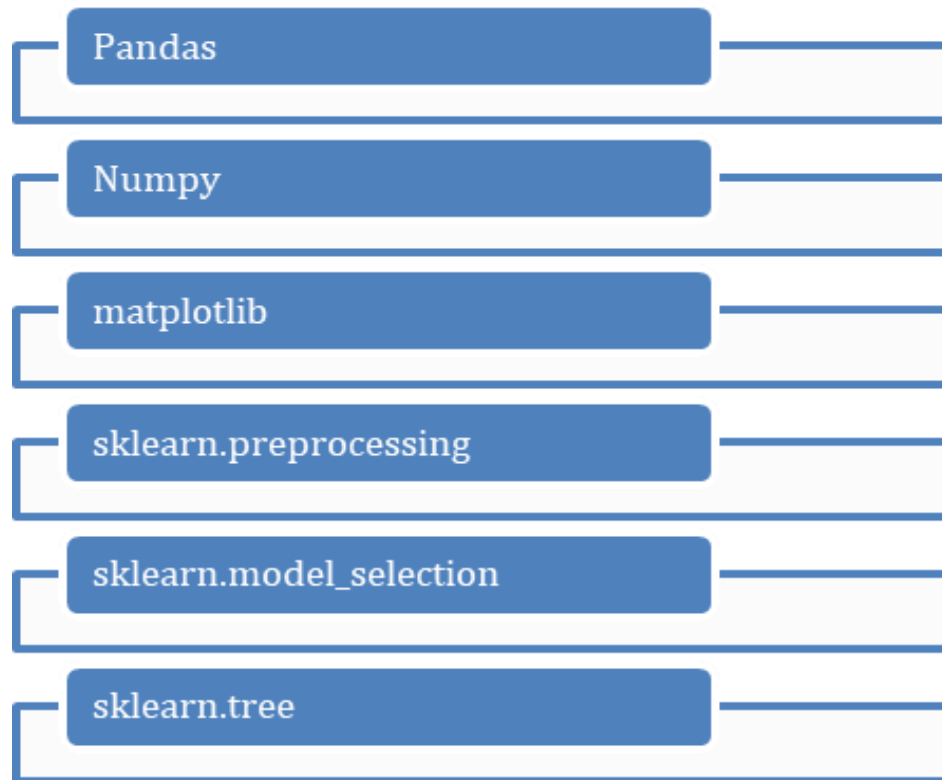 Pandas
Numpy
matplotlib
sklearn.preprocessing
sklearn.model_selection
sklearn.tree